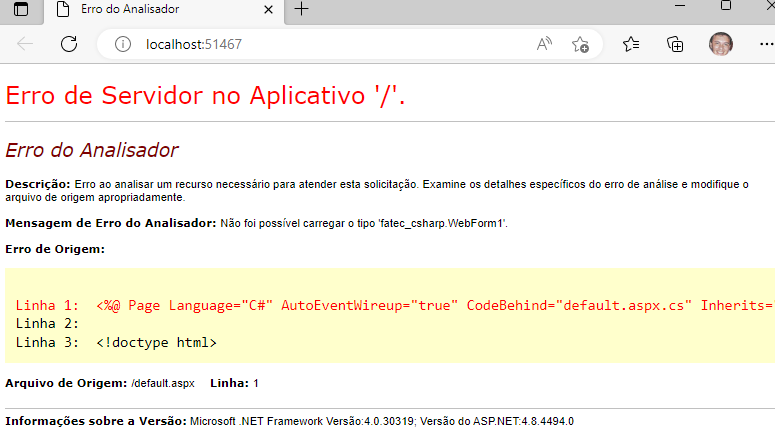 Erro do Analisador
localhost:51467
Erro de Servidor no Aplicativo '/'.
Erro do Analisador
Descrição: Erro ao analisar um recurso necessário para atender esta solicitação. Examine os detalhes específicos do erro de análise e modifique o
arquivo de origem apropriadamente.
Mensagem de Erro do Analisador: Não foi possível carregar o tipo 'fatec_csharp.WebForm1'.
Erro de Origem:
Linha 1:  <%@ Page Language="C#" AutoEventWireup="true" CodeBehind="default.aspx.cs" Inherits=
Linha 2:
Linha 3:  <!doctype html>
Arquivo de Origem: /default.aspx    Linha: 1
Informações sobre a Versão: Microsoft .NET Framework Versão:4.0.30319; Versão do ASP.NET:4.8.4494.0